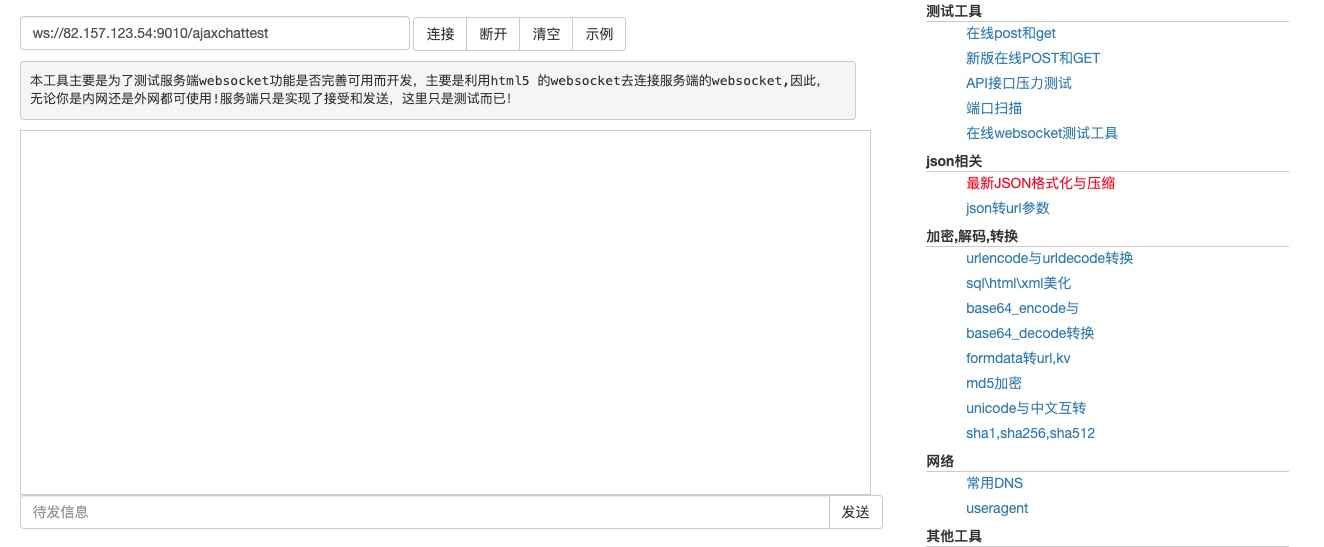 ws://82.157.123.54:9010/ajaxchattest
连接
断开
清空
示例
本工具主要是为了测试服务端websocket功能是否完善可用而开发，主要是利用html5 的websocket去连接服务端的websocket,因此，
无论你是内网还是外网都可使用!服务端只是实现了接受和发送，这里只是测试而已!
待发信息
发送
测试工具
在线post和get
新版在线POST和GET
API接口压力测试
端口扫描
在线websocket测试工具
json相关
最新JSON格式化与压缩
json转url参数
加密,解码,转换
urlencode与urldecode转换
sql\html\xml美化
base64_encode与
base64_decode转换
formdata转url,kv
md5加密
unicode与中文互转
sha1,sha256,sha512
网络
常用DNS
useragent
其他工具